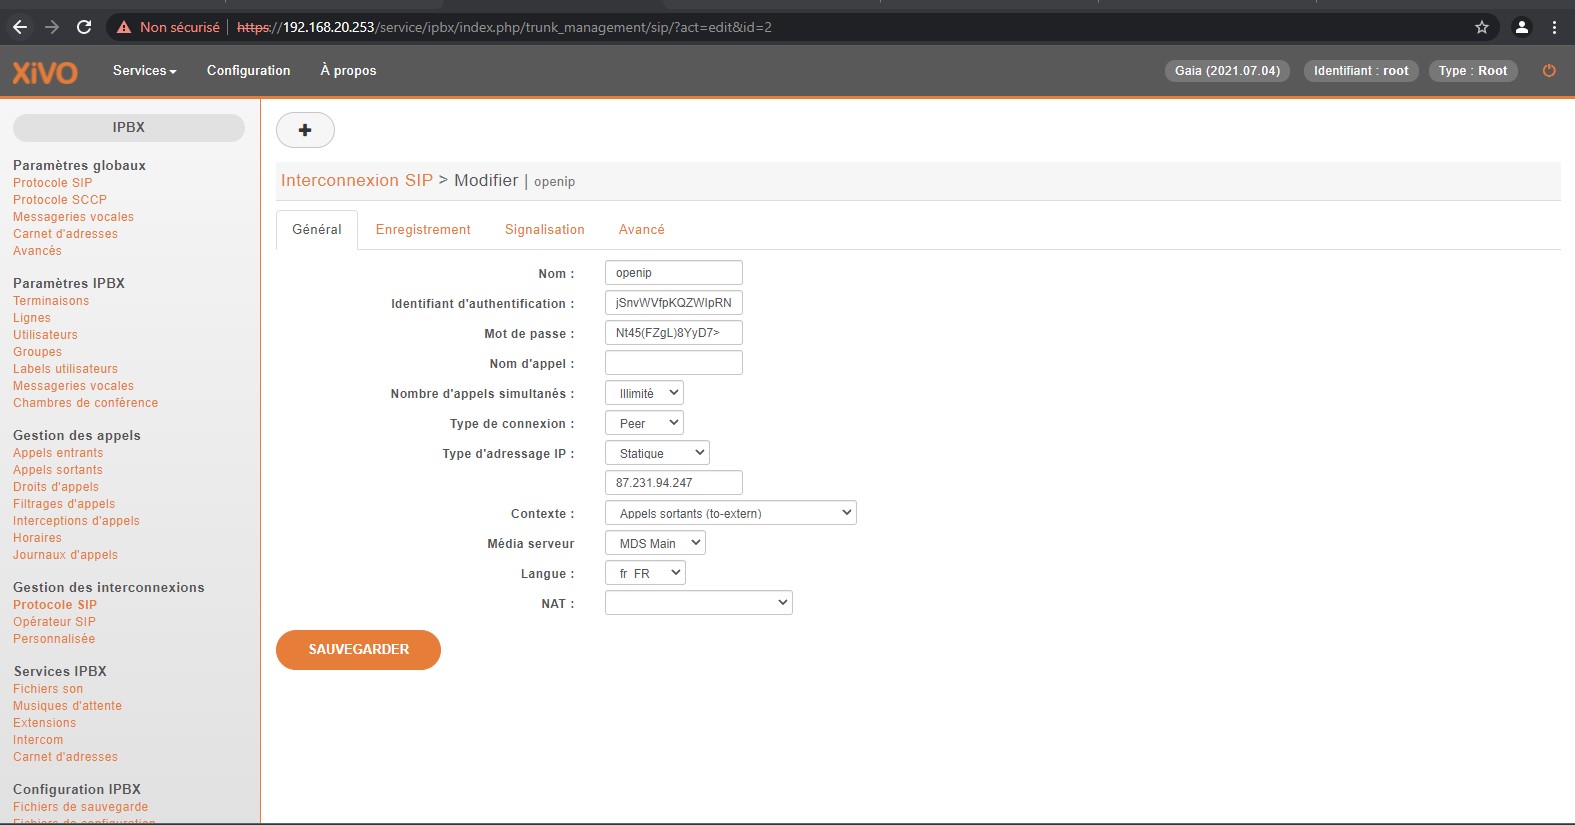 Non sécurisé https://192.168.20.253/service/ipbx/index.php/trunk_management/sip/?act=edit&id=2
XiVO Services Configuration À propos Gaia (2021.07.04) Identifiant : root Type : Root
IPBX
Paramètres globaux
Protocole SIP
Protocole SCCP
Messageries vocales
Carnet d'adresses
Avancés
Paramètres IPBX
Terminaisons
Lignes
Utilisateurs
Groupes
Labels utilisateurs
Messageries vocales
Chambres de conférence
Gestion des appels
Appels entrants
Appels sortants
Droits d'appels
Filtrages d'appels
Interceptions d'appels
Horaires
Journaux d'appels
Gestion des interconnexions
Protocole SIP
Opérateur SIP
Personnalisée
Services IPBX
Fichiers son
Musiques d'attente
Extensions
Intercom
Carnet d'adresses
Configuration IPBX
Fichiers de sauvegarde
Fichiers de configuration
+
Interconnexion SIP > Modifier | openip
Général Enregistrement Signalisation Avancé
Nom : openip
Identifiant d'authentification : jSnvWVfpKQZWIpRN
Mot de passe : Nt45(FZgL)8YyD7>
Nom d'appel :
Nombre d'appels simultanés : Illimité
Type de connexion : Peer
Type d'adressage IP : Statique
87.231.94.247
Contexte : Appels sortants (to-extern)
Média serveur MDS Main
Langue : fr_FR
NAT :
SAUVEGARDER